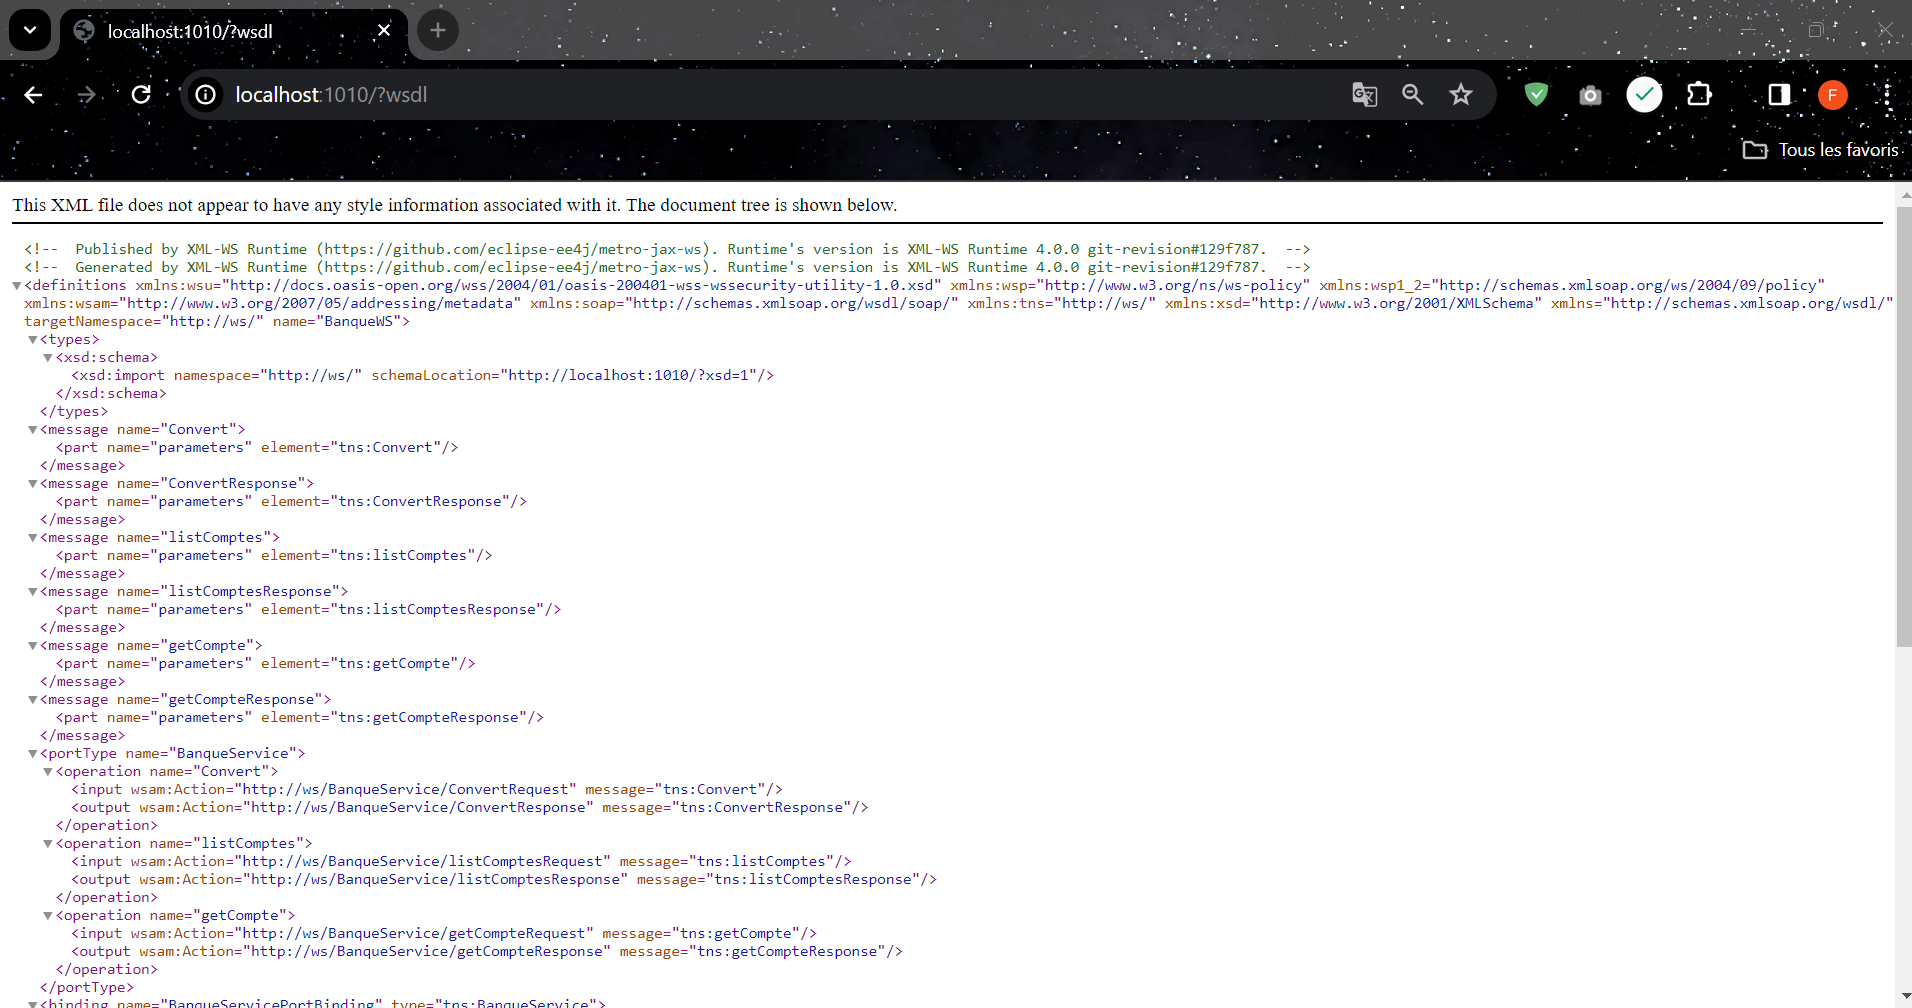 localhost:1010/?wsdl
localhost:1010/?wsdl
F
Tous les favoris
This XML file does not appear to have any style information associated with it. The document tree is shown below.
<!-- Published by XML-WS Runtime (https://github.com/eclipse-ee4j/metro-jax-ws). Runtime's version is XML-WS Runtime 4.0.0 git-revision#129f787. -->
<!-- Generated by XML-WS Runtime (https://github.com/eclipse-ee4j/metro-jax-ws). Runtime's version is XML-WS Runtime 4.0.0 git-revision#129f787. -->
<definitions xmlns:wsu="http://docs.oasis-open.org/wss/2004/01/oasis-200401-wss-wssecurity-utility-1.0.xsd" xmlns:wsp="http://www.w3.org/ns/ws-policy" xmlns:wsp1_2="http://schemas.xmlsoap.org/ws/2004/09/policy"
xmlns:wsam="http://www.w3.org/2007/05/addressing/metadata" xmlns:soap="http://schemas.xmlsoap.org/wsdl/soap/" xmlns:tns="http://ws/" xmlns:xsd="http://www.w3.org/2001/XMLSchema" xmlns="http://schemas.xmlsoap.org/wsdl/"
targetNamespace="http://ws/" name="BanqueWS">
<types>
<xsd:schema>
<xsd:import namespace="http://ws/" schemaLocation="http://localhost:1010/?xsd=1"/>
</xsd:schema>
</types>
<message name="Convert">
<part name="parameters" element="tns:Convert"/>
</message>
<message name="ConvertResponse">
<part name="parameters" element="tns:ConvertResponse"/>
</message>
<message name="listComptes">
<part name="parameters" element="tns:listComptes"/>
</message>
<message name="listComptesResponse">
<part name="parameters" element="tns:listComptesResponse"/>
</message>
<message name="getCompte">
<part name="parameters" element="tns:getCompte"/>
</message>
<message name="getCompteResponse">
<part name="parameters" element="tns:getCompteResponse"/>
</message>
<portType name="BanqueService">
<operation name="Convert">
<input wsam:Action="http://ws/BanqueService/ConvertRequest" message="tns:Convert"/>
<output wsam:Action="http://ws/BanqueService/ConvertResponse" message="tns:ConvertResponse"/>
</operation>
<operation name="listComptes">
<input wsam:Action="http://ws/BanqueService/listComptesRequest" message="tns:listComptes"/>
<output wsam:Action="http://ws/BanqueService/listComptesResponse" message="tns:listComptesResponse"/>
</operation>
<operation name="getCompte">
<input wsam:Action="http://ws/BanqueService/getCompteRequest" message="tns:getCompte"/>
<output wsam:Action="http://ws/BanqueService/getCompteResponse" message="tns:getCompteResponse"/>
</operation>
</portType>
<binding name="BanqueServicePortBinding" type="tns:BanqueService">